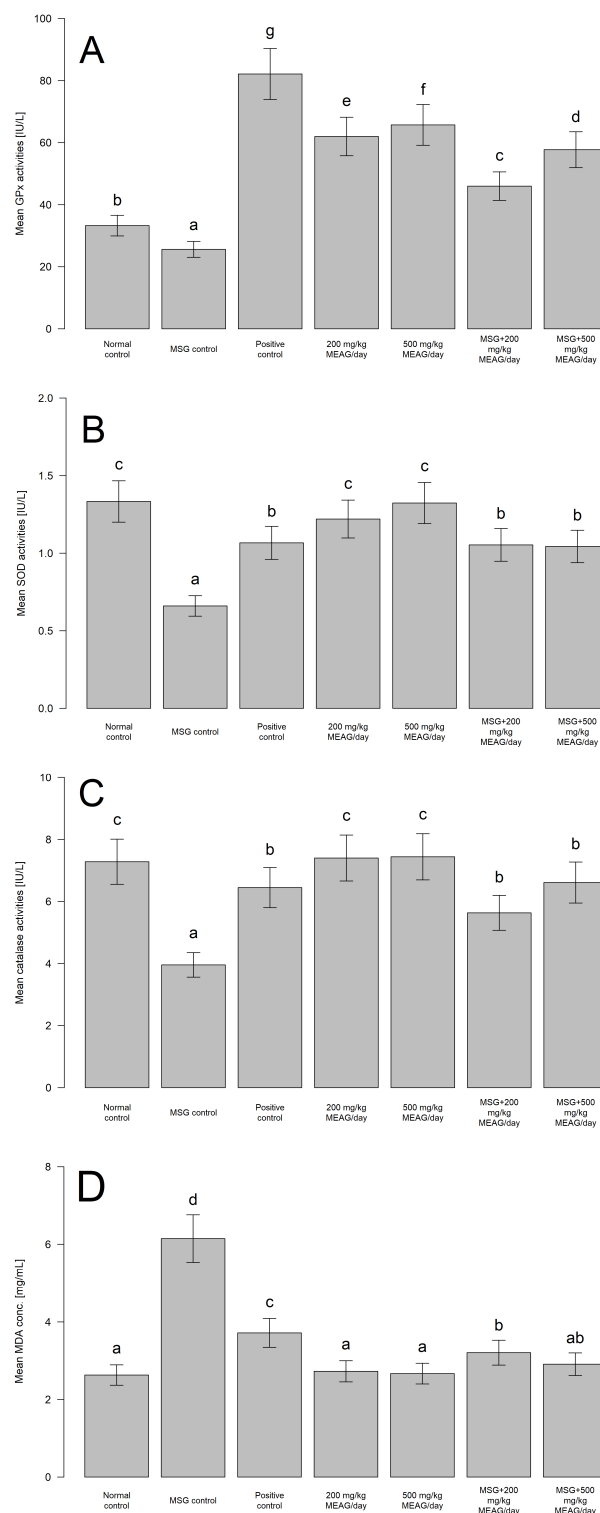 A
Mean GPx activities [IU/L]
100
80
60
40
20
0
b
a
g
e
f
c
d
Normal
control
MSG control
Positive
control
200 mg/kg
MEAG/day
500 mg/kg
MEAG/day
MSG+200
mg/kg
MEAG/day
MSG+500
mg/kg
MEAG/day
B
Mean SOD activities [IU/L]
2.0
1.5
1.0
0.5
0.0
c
a
b
c
c
b
b
Normal
control
MSG control
Positive
control
200 mg/kg
MEAG/day
500 mg/kg
MEAG/day
MSG+200
mg/kg
MEAG/day
MSG+500
mg/kg
MEAG/day
C
Mean catalase activities [IU/L]
10
8
6
4
2
0
c
a
b
c
c
b
b
Normal
control
MSG control
Positive
control
200 mg/kg
MEAG/day
500 mg/kg
MEAG/day
MSG+200
mg/kg
MEAG/day
MSG+500
mg/kg
MEAG/day
D
Mean MDA conc. [mg/mL]
8
6
4
2
0
a
d
c
a
a
b
ab
Normal
control
MSG control
Positive
control
200 mg/kg
MEAG/day
500 mg/kg
MEAG/day
MSG+200
mg/kg
MEAG/day
MSG+500
mg/kg
MEAG/day